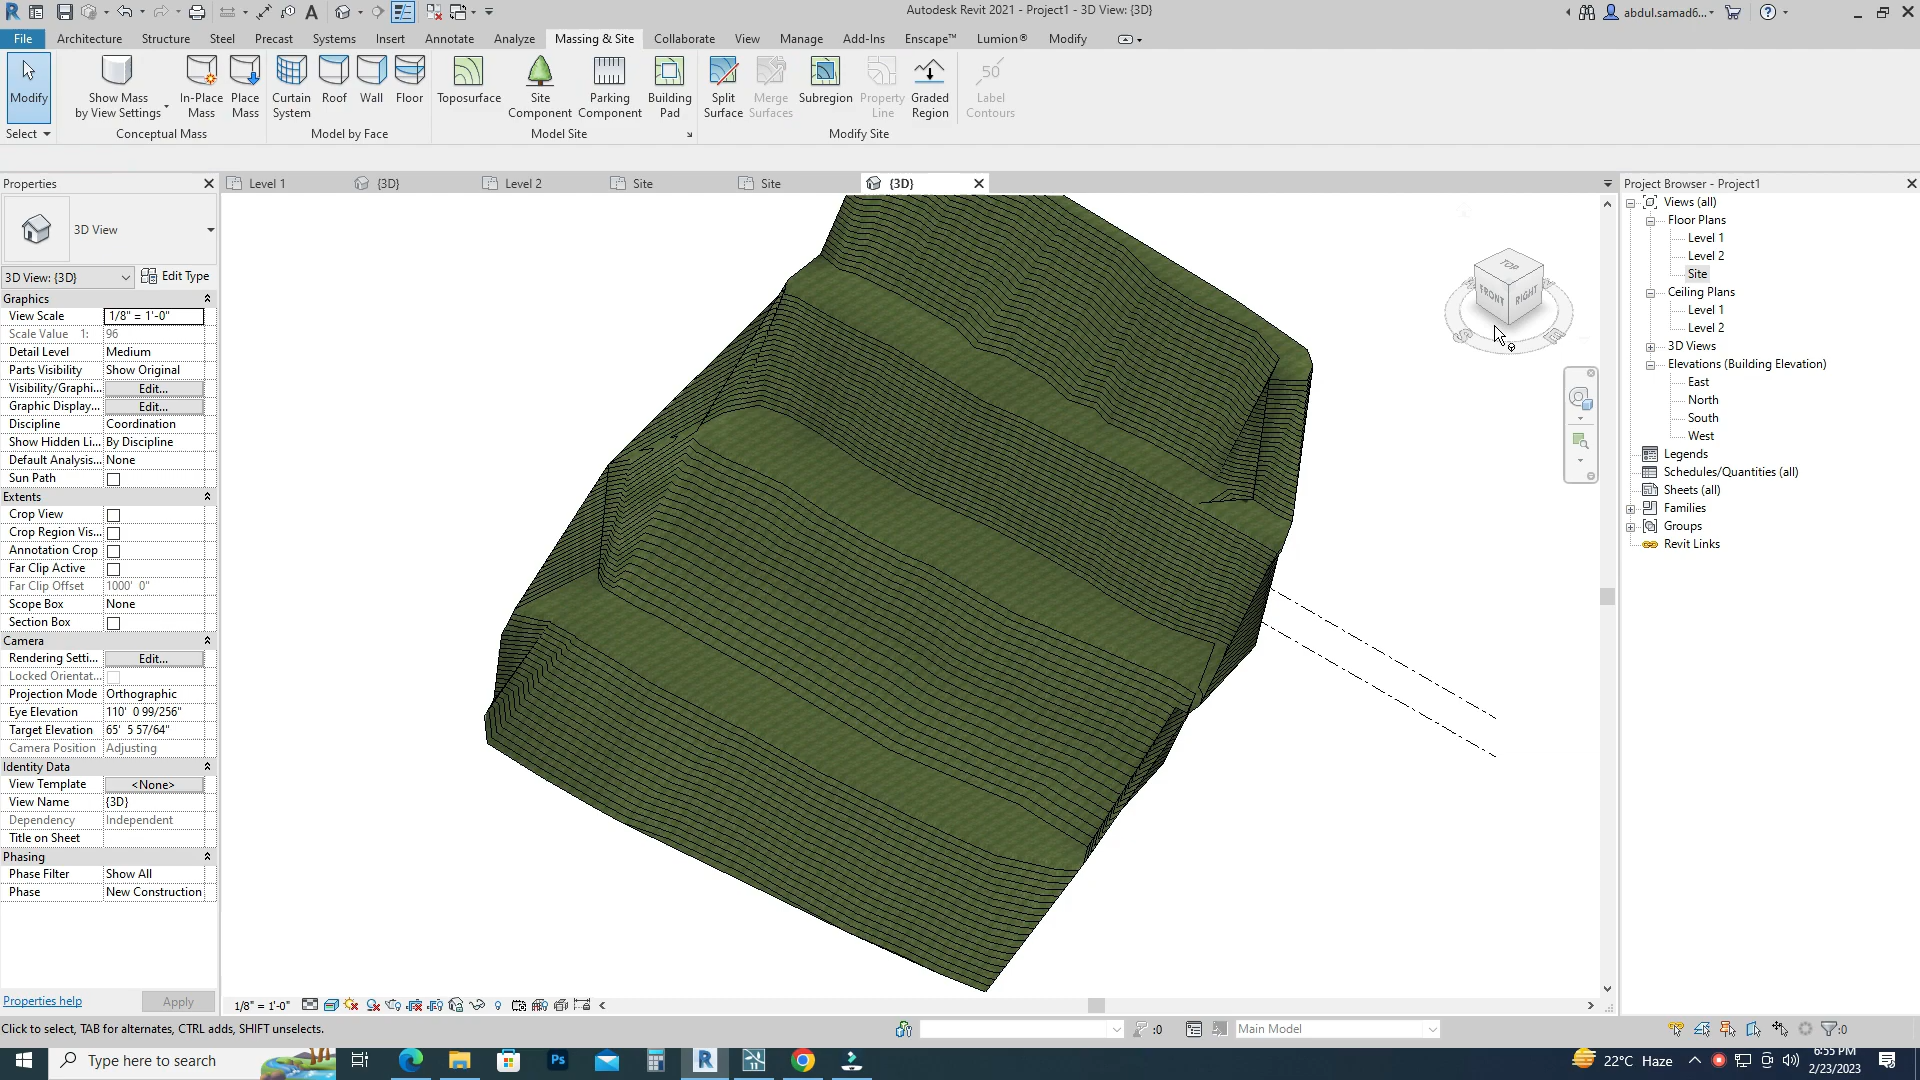 Autodesk Revit 2021 - Project1 - 3D View: {3D}
abdul.samad6...
File Architecture Structure Steel Precast Systems Insert Annotate Analyze Massing & Site Collaborate View Manage Add-Ins Enscape™ Lumion® Modify
Modify
Show Mass
by View Settings
In-Place
Mass
Place
Mass
Curtain
System
Roof
Wall
Floor
Toposurface
Site
Component
Parking
Component
Building
Pad
Split
Surface
Merge
Surfaces
Subregion
Property
Line
Graded
Region
50
Label
Contours
Select
Conceptual Mass
Model by Face
Model Site
Modify Site
Properties
Level 1
{3D}
Level 2
Site
Site
{3D}
Project Browser - Project1
3D View
3D View: {3D}
Edit Type
Graphics
View Scale 1/8" = 1'-0"
Scale Value 1: 96
Detail Level Medium
Parts Visibility Show Original
Visibility/Graphi... Edit...
Graphic Display... Edit...
Discipline Coordination
Show Hidden Li... By Discipline
Default Analysis... None
Sun Path
Extents
Crop View
Crop Region Vis...
Annotation Crop
Far Clip Active
Far Clip Offset 1000' 0"
Scope Box None
Section Box
Camera
Rendering Setti... Edit...
Locked Orientat...
Projection Mode Orthographic
Eye Elevation 110' 0 99/256"
Target Elevation 65' 5 57/64"
Camera Position Adjusting
Identity Data
View Template <None>
View Name {3D}
Dependency Independent
Title on Sheet
Phasing
Phase Filter Show All
Phase New Construction
Properties help
Apply
TOP
FRONT
RIGHT
S
E
Views (all)
Floor Plans
Level 1
Level 2
Site
Ceiling Plans
Level 1
Level 2
3D Views
Elevations (Building Elevation)
East
North
South
West
Legends
Schedules/Quantities (all)
Sheets (all)
Families
Groups
Revit Links
1/8" = 1'-0"
Click to select, TAB for alternates, CTRL adds, SHIFT unselects.
:0
Main Model
:0
Type here to search
22°C Haze
6:55 PM
2/23/2023